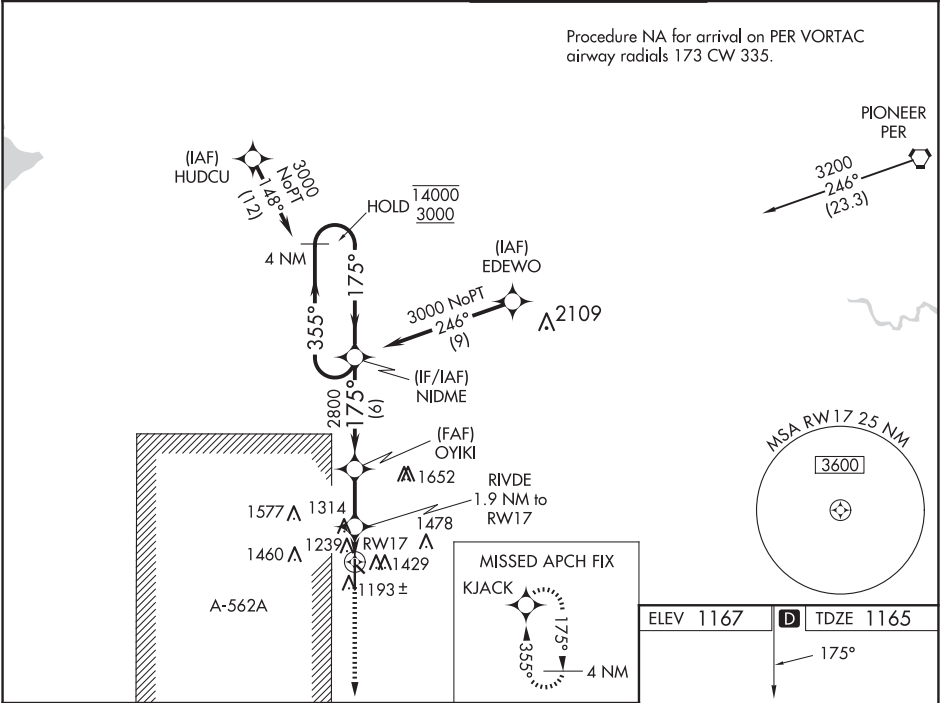 Procedure NA for arrival on PER VORTAC
airway radials 173 CW 335.
PIONEER
PER
3200
246°
(23.3)
(IAF)
HUDCU
3000
NoPT
148°
(12)
HOLD
14000
3000
4 NM
175°
355°
(IAF)
EDEWO
3000 NoPT
246°
(9)
2109
(IF/IAF)
NIDME
2800
175°
(6)
(FAF)
OYIKI
1652
RIVDE
1.9 NM to
RW17
1577
1314
1478
1239
RW17
1460
1429
1193 ±
A-562A
MSA RW17 25 NM
3600
MISSED APCH FIX
KJACK
175°
355°
4 NM
ELEV 1167
D
TDZE 1165
175°